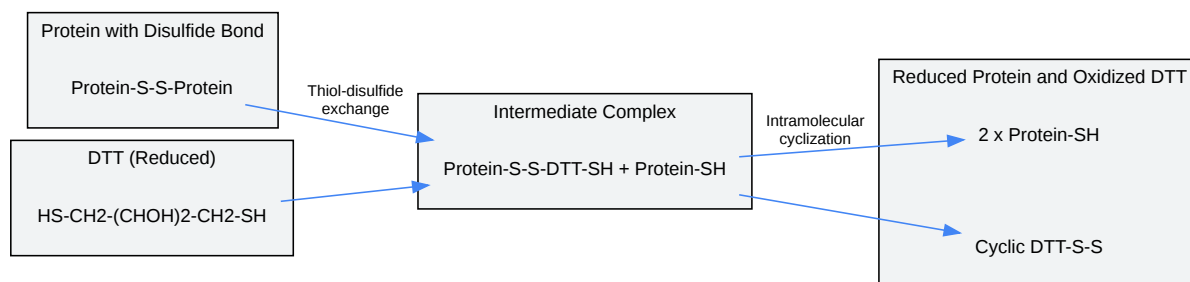 Protein with Disulfide Bond
Protein-S-S-Protein
DTT (Reduced)
HS-CH2-(CHOH)2-CH2-SH
Thiol-disulfide
exchange
Intermediate Complex
Protein-S-S-DTT-SH + Protein-SH
Intramolecular
cyclization
Reduced Protein and Oxidized DTT
2 x Protein-SH
Cyclic DTT-S-S